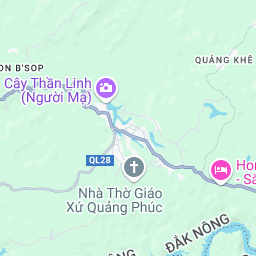 ON B'SOP
QUẢNG KHÊ
Cây Thần Linh
(Người Mạ)
QL28
Hon
- Sà
Nhà Thờ Giáo
Xứ Quảng Phúc
ĐẮK NÔNG